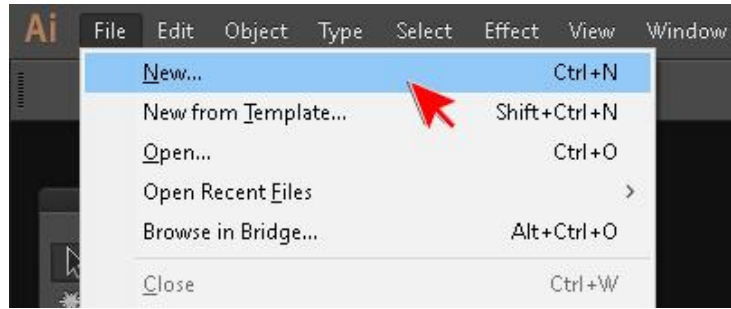 Ai File Edit Object Type Select Effect View Window
New... Ctrl+N
New from Template... Shift+Ctrl+N
Open... Ctrl+O
Open Recent Files >
Browse in Bridge... Alt+Ctrl+O
Close Ctrl+W